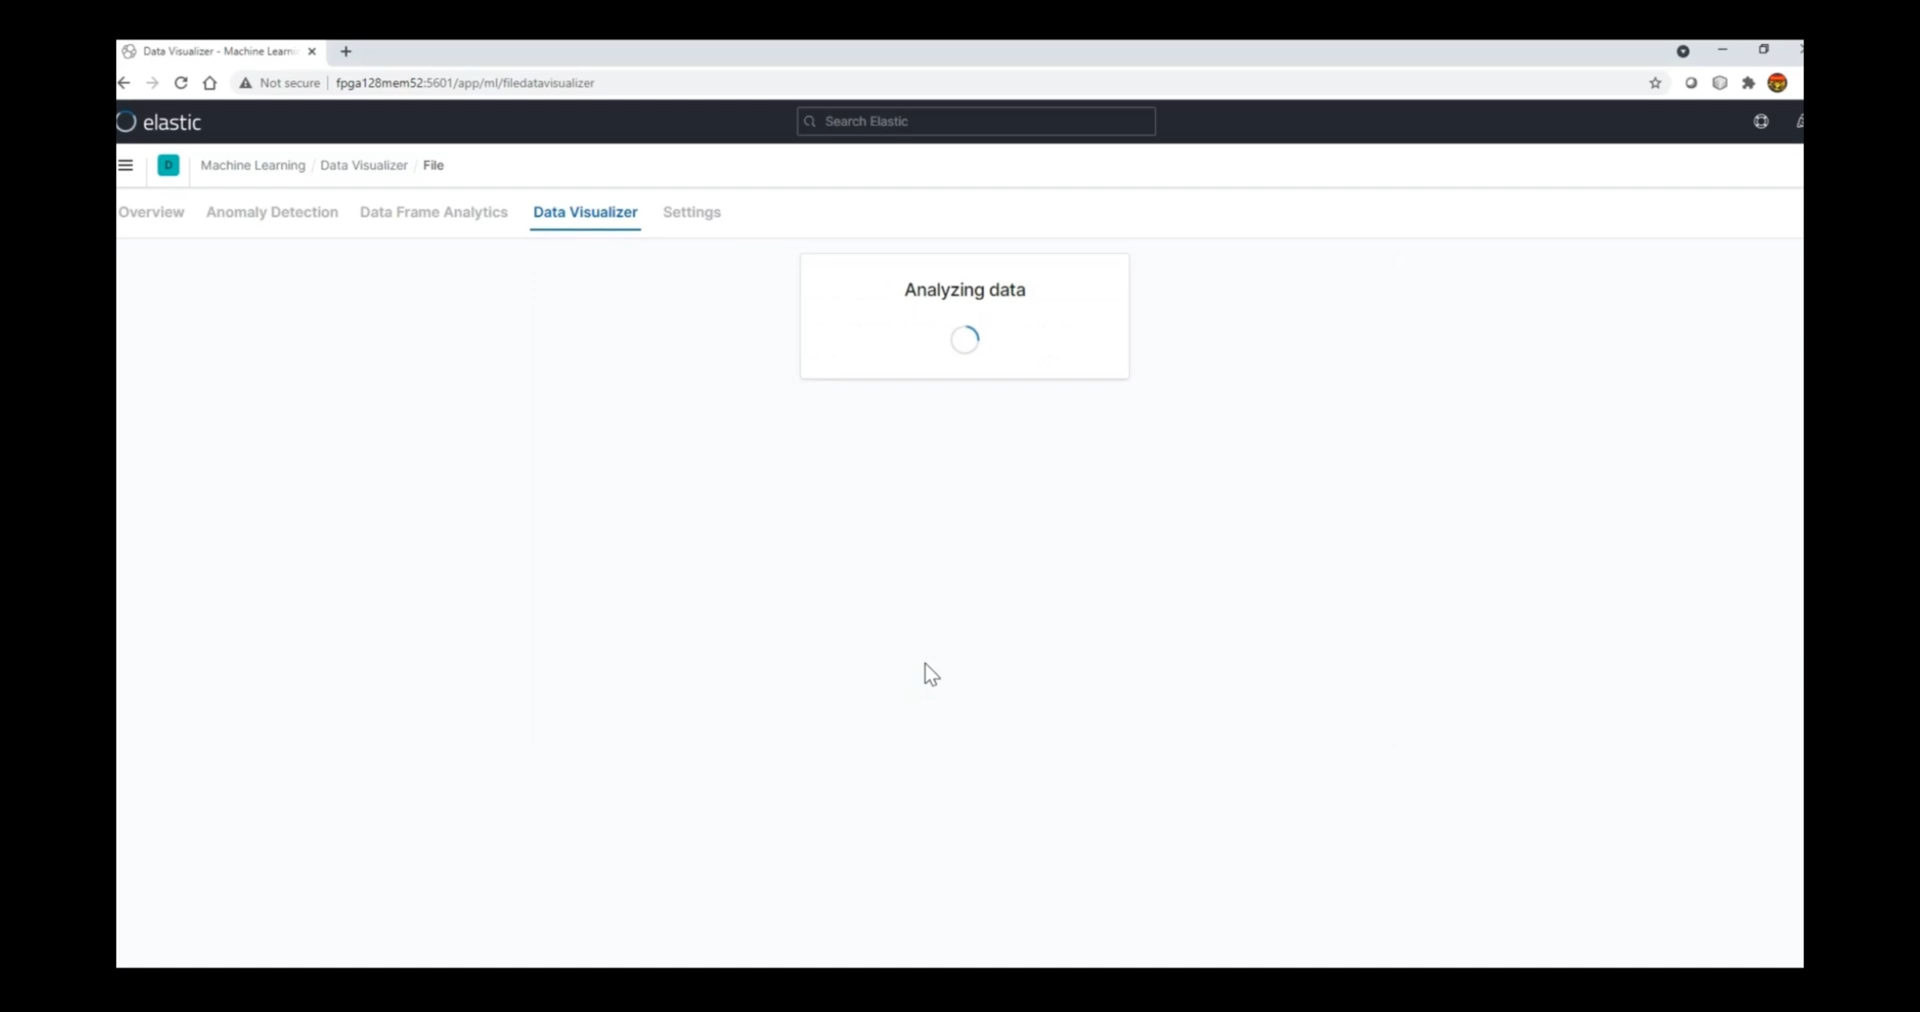 Data Visualizer - Machine Learni
Not secure fpga128mem52:5601/app/ml/filedatavisualizer
elastic
Search Elastic
D
Machine Learning / Data Visualizer / File
Overview Anomaly Detection Data Frame Analytics Data Visualizer Settings
Analyzing data